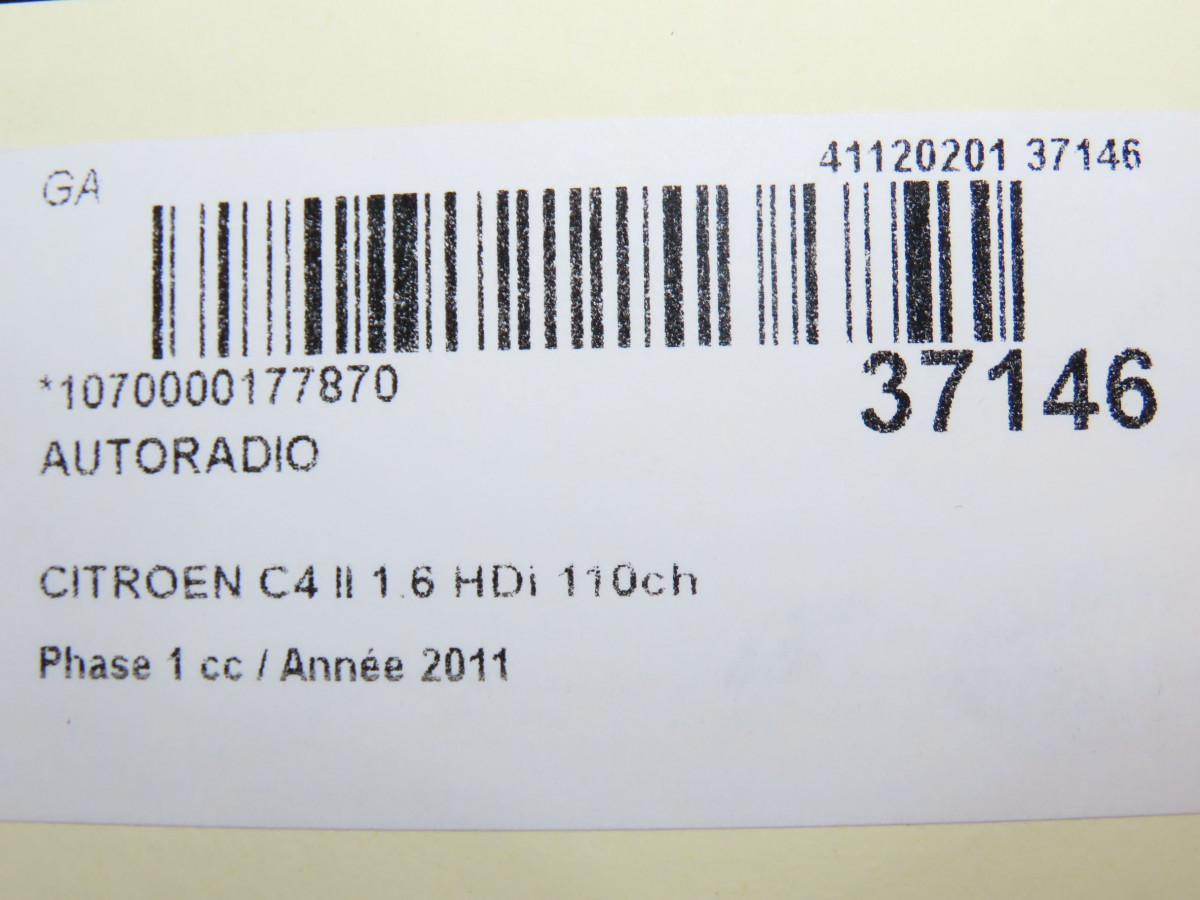 GA
41120201 37146
*1070000177870
37146
AUTORADIO
CITROEN C4 II 1.6 HDi 110ch
Phase 1 cc / Année 2011